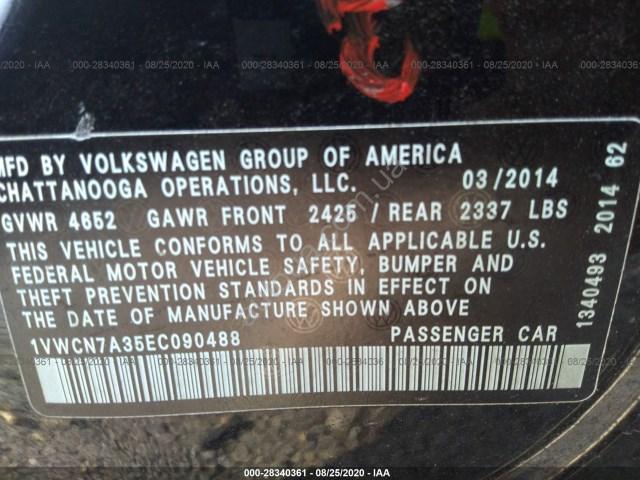 000-28340361 - 08/25/2020 - IAA
MFD BY VOLKSWAGEN GROUP OF AMERICA
CHATTANOOGA OPERATIONS, LLC. 03/2014
GVWR 4652 GAWR FRONT 2425 / REAR 2337 LBS
THIS VEHICLE CONFORMS TO ALL APPLICABLE U.S.
FEDERAL MOTOR VEHICLE SAFETY, BUMPER AND
THEFT PREVENTION STANDARDS IN EFFECT ON
THE DATE OF MANUFACTURE SHOWN ABOVE
1VWCN7A35EC090488 PASSENGER CAR
1340493 2014 62
000-28340361 - 08/25/2020 - IAA